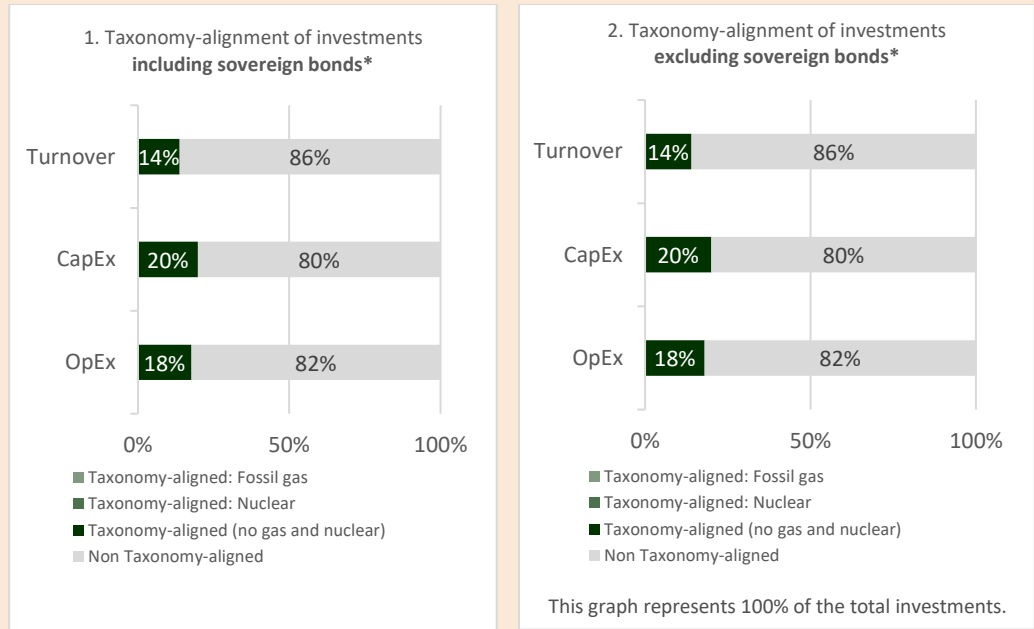 1. Taxonomy-alignment of investments
including sovereign bonds*
Turnover
14%
86%
CapEx
20%
80%
OpEx
18%
82%
0%
50%
100%
Taxonomy-aligned: Fossil gas
Taxonomy-aligned: Nuclear
Taxonomy-aligned (no gas and nuclear)
Non Taxonomy-aligned
2. Taxonomy-alignment of investments
excluding sovereign bonds*
Turnover
14%
86%
CapEx
20%
80%
OpEx
18%
82%
0%
50%
100%
Taxonomy-aligned: Fossil gas
Taxonomy-aligned: Nuclear
Taxonomy-aligned (no gas and nuclear)
Non Taxonomy-aligned
This graph represents 100% of the total investments.